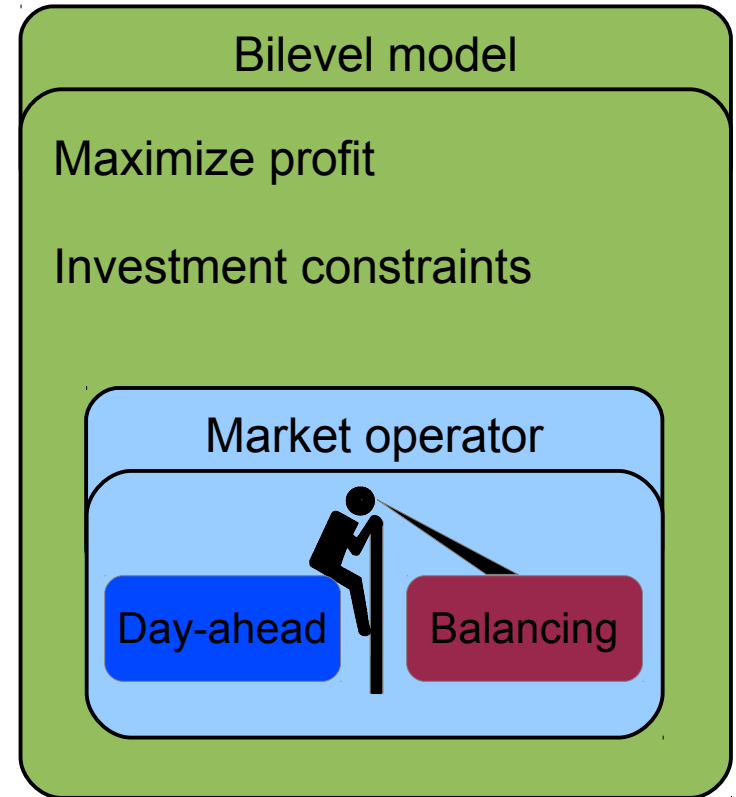 Bilevel model
Maximize profit
Investment constraints
Market operator
Day-ahead
Balancing